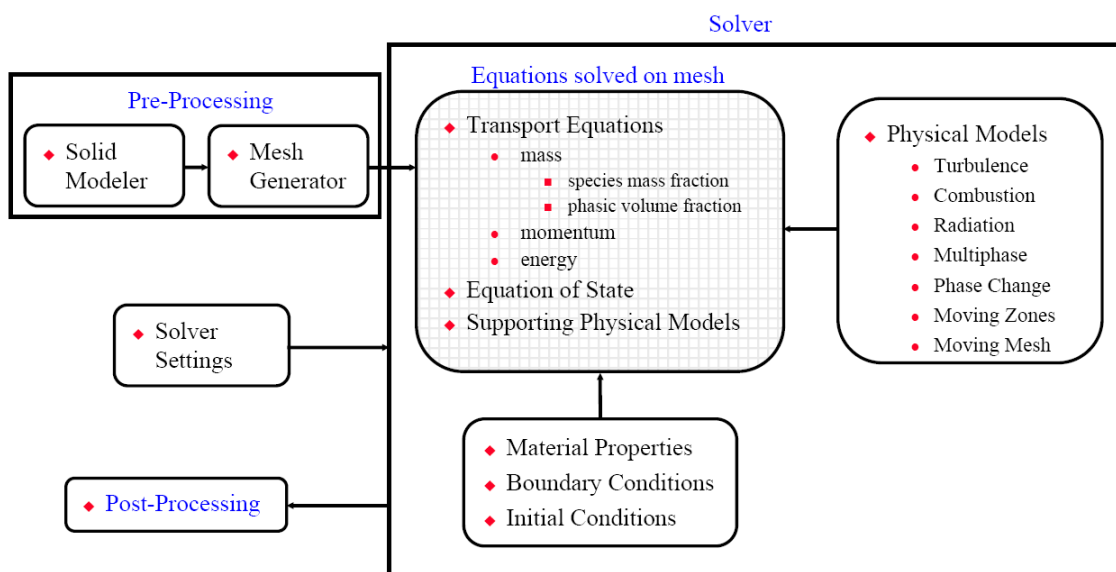 Solver
Pre-Processing
Solid
Modeler
Mesh
Generator
Equations solved on mesh
Transport Equations
mass
species mass fraction
phasic volume fraction
momentum
energy
Equation of State
Supporting Physical Models
Physical Models
Turbulence
Combustion
Radiation
Multiphase
Phase Change
Moving Zones
Moving Mesh
Solver
Settings
Material Properties
Boundary Conditions
Initial Conditions
Post-Processing